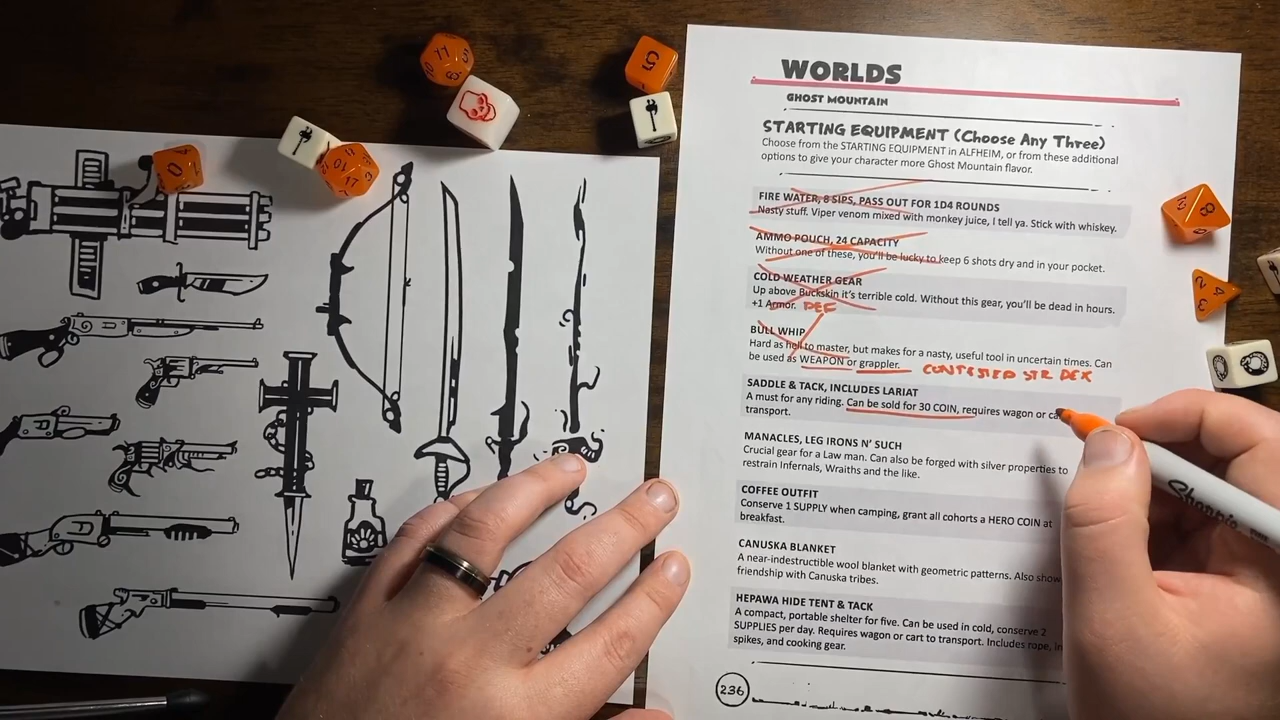 WORLDS
GHOST MOUNTAIN
STARTING EQUIPMENT (Choose Any Three)
Choose from the STARTING EQUIPMENT in ALFHEIM, or from these additional
options to give your character more Ghost Mountain flavor.
FIRE WATER, 8 SIPS, PASS OUT FOR 1D4 ROUNDS
Nasty stuff. Viper venom mixed with monkey juice, I tell ya. Stick with whiskey.
AMMO POUCH, 24 CAPACITY
Without one of these, you'll be lucky to keep 6 shots dry and in your pocket.
COLD WEATHER GEAR
Up above Buckskin it's terrible cold. Without this gear, you'll be dead in hours.
+1 Armor. DEF
BULL WHIP
Hard as hell to master, but makes for a nasty, useful tool in uncertain times. Can
be used as WEAPON or grappler. CONTESTED STR DEX
SADDLE & TACK, INCLUDES LARIAT
A must for any riding. Can be sold for 30 COIN, requires wagon or
transport.
MANACLES, LEG IRONS N' SUCH
Crucial gear for a Law man. Can also be forged with silver properties to
restrain Infernals, Wraiths and the like.
COFFEE OUTFIT
Conserve 1 SUPPLY when camping, grant all cohorts a HERO COIN at
breakfast.
CANUSKA BLANKET
A near-indestructible wool blanket with geometric patterns. Also
friendship with Canuska tribes.
HEPAWA HIDE TENT & TACK
A compact, portable shelter for five. Can be used in cold, conserve 2
SUPPLIES per day. Requires wagon or cart to transport. Includes rope,
spikes, and cooking gear.
236
Sharpie